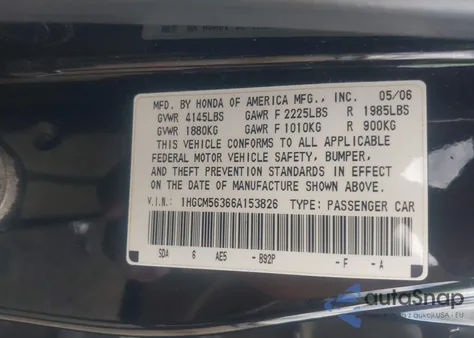 MFD. BY HONDA OF AMERICA MFG., INC. 05/06
GVWR 4145LBS GAWR F 2225LBS R 1985LBS
GVWR 1880KG GAWR F 1010KG R 900KG
THIS VEHICLE CONFORMS TO ALL APPLICABLE
FEDERAL MOTOR VEHICLE SAFETY, BUMPER,
AND THEFT PREVENTION STANDARDS IN EFFECT
ON THE DATE OF MANUFACTURE SHOWN ABOVE.
V.I.N.: 1HGCM56366A153826 TYPE: PASSENGER CAR
SDA 6 AE5 -B92P -F -A
autoSnap